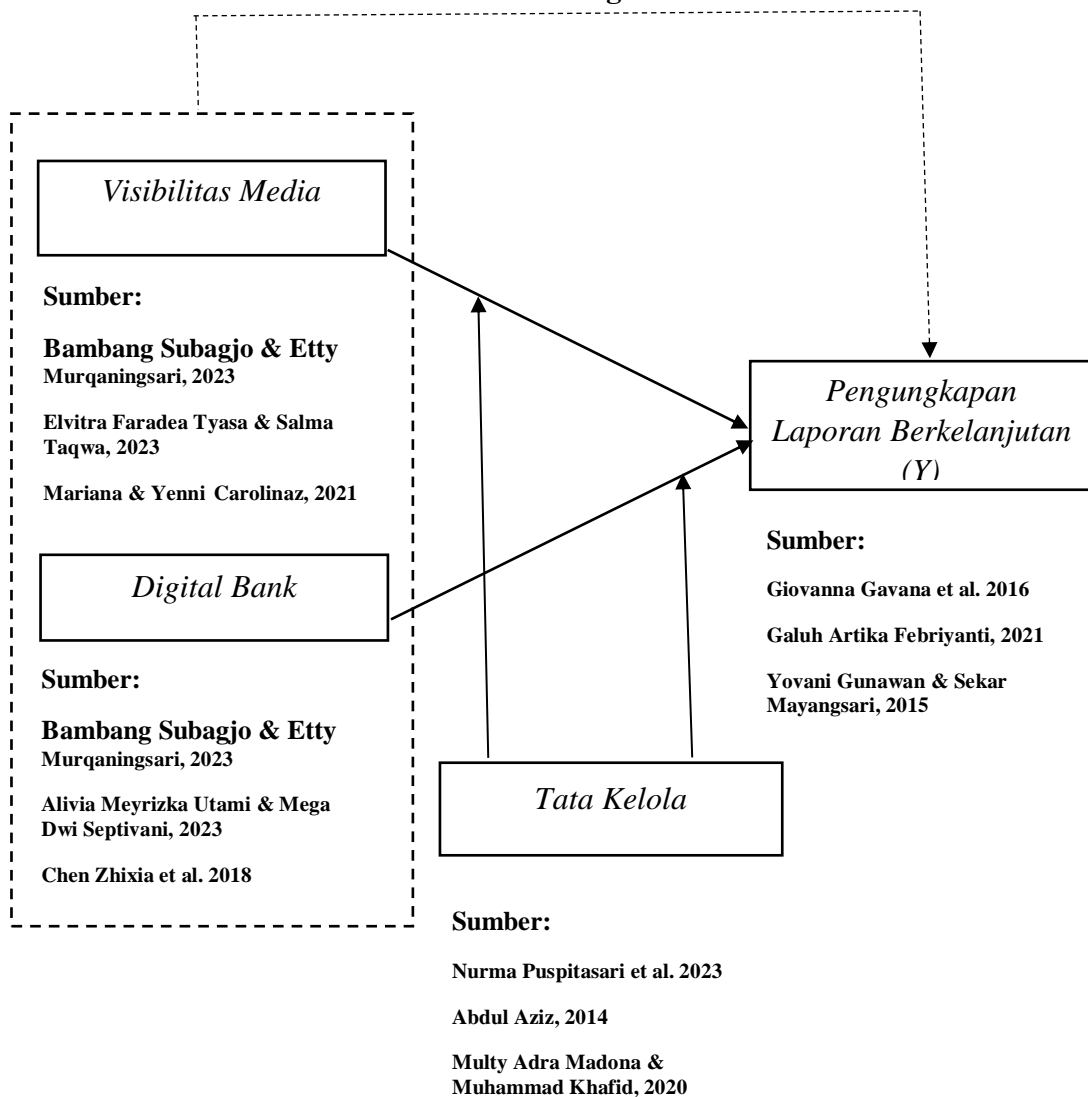 Visibilitas Media
Sumber:
Bambang Subagjo & Etty
Murqaningsari, 2023
Elvitra Faradea Tyasa & Salma
Taqwa, 2023
Mariana & Yenni Carolinaz, 2021
Digital Bank
Sumber:
Bambang Subagjo & Etty
Murqaningsari, 2023
Alivia Meyrizka Utami & Mega
Dwi Septivani, 2023
Chen Zhixia et al. 2018
Pengungkapan
Laporan Berkelanjutan
(Y)
Sumber:
Giovanna Gavana et al. 2016
Galuh Artika Febriyanti, 2021
Yovani Gunawan & Sekar
Mayangsari, 2015
Tata Kelola
Sumber:
Nurma Puspitasari et al. 2023
Abdul Aziz, 2014
Multy Adra Madona &
Muhammad Khafid, 2020